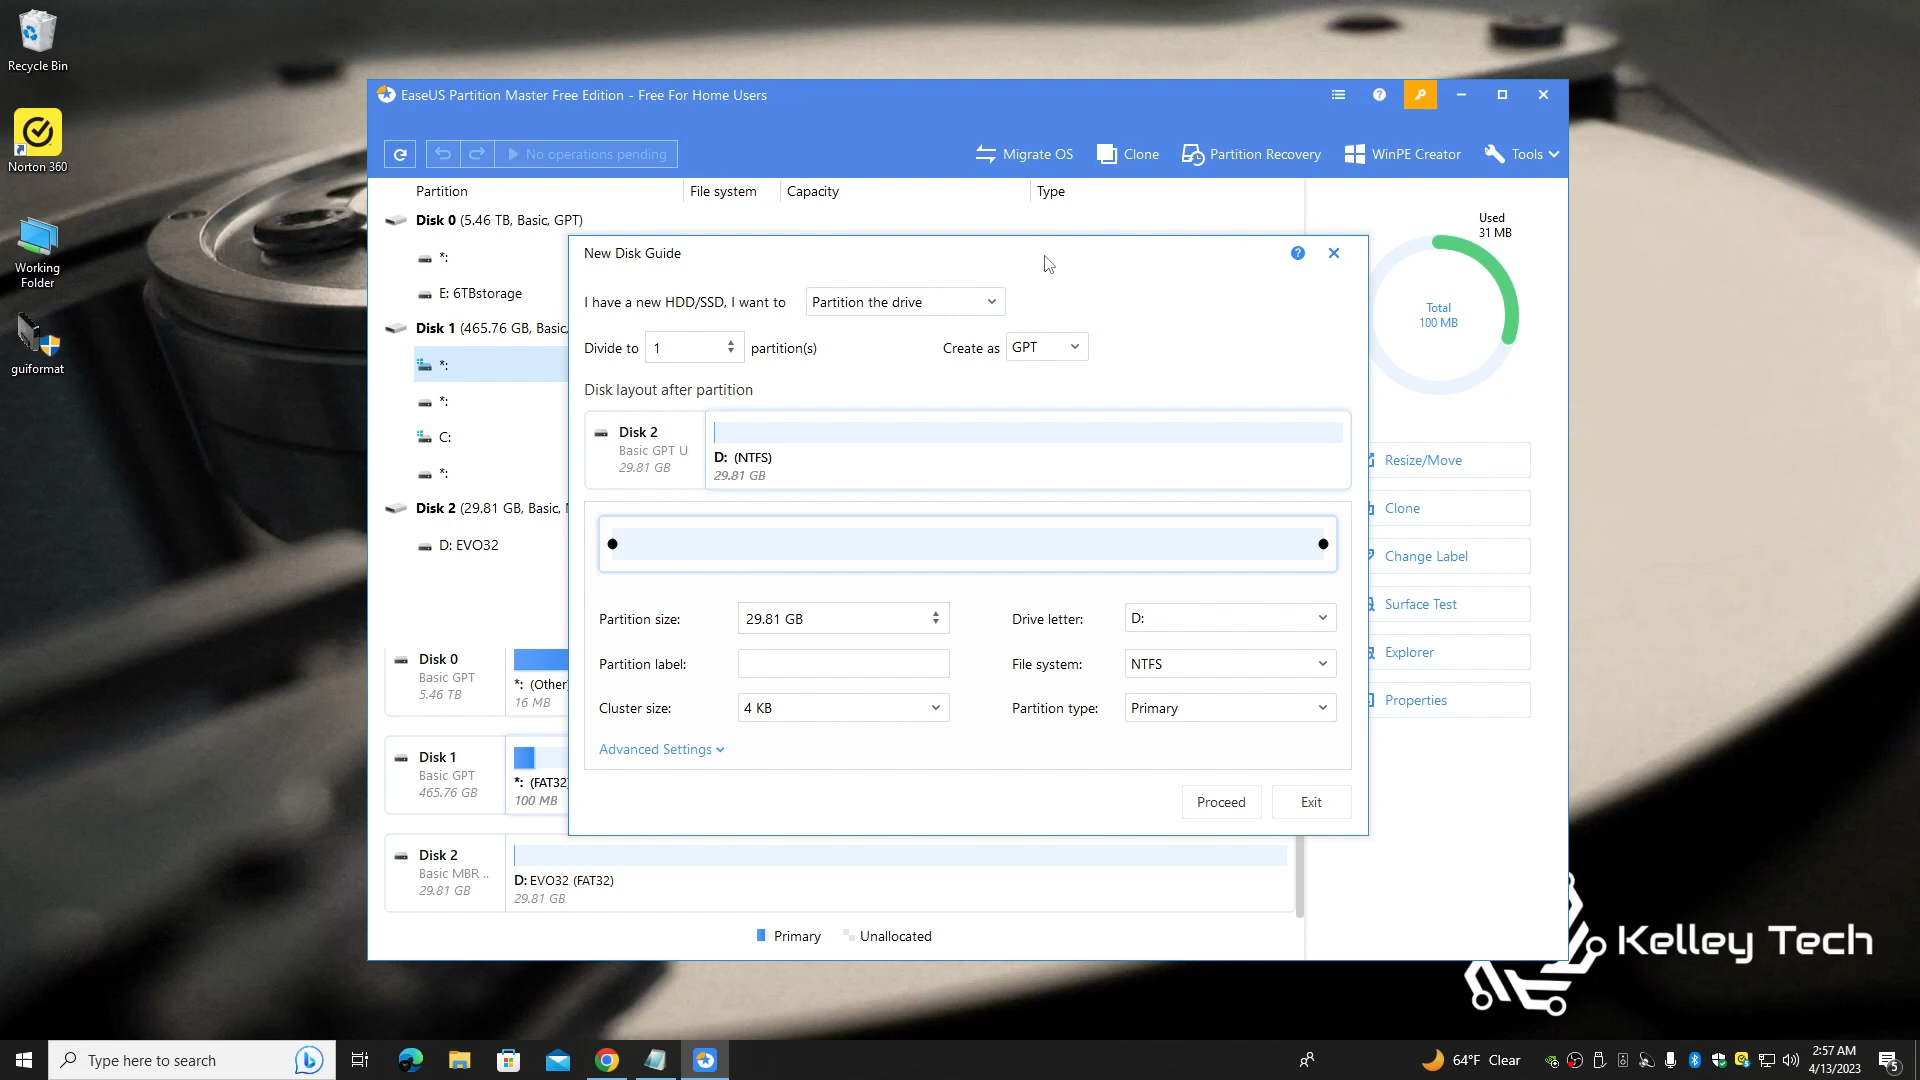 Recycle Bin
Norton 360
Working
Folder
guiformat
EaseUS Partition Master Free Edition - Free For Home Users
No operations pending
Migrate OS
Clone
Partition Recovery
WinPE Creator
Tools
Partition
File system
Capacity
Type
Disk 0 (5.46 TB, Basic, GPT)
*:
E: 6TBstorage
Disk 1 (465.76 GB, Basic,
*:
*:
C:
*:
Disk 2 (29.81 GB, Basic,
D: EVO32
Used
31 MB
Total
100 MB
Resize/Move
Clone
Change Label
Surface Test
Explorer
Properties
New Disk Guide
I have a new HDD/SSD, I want to
Partition the drive
Divide to
1
partition(s)
Create as
GPT
Disk layout after partition
Disk 2
Basic GPT U
29.81 GB
D: (NTFS)
29.81 GB
Partition size:
29.81 GB
Drive letter:
D:
Partition label:
File system:
NTFS
Cluster size:
4 KB
Partition type:
Primary
Advanced Settings
Proceed
Exit
Disk 0
Basic GPT
5.46 TB
*: (Other
16 MB
Disk 1
Basic GPT
465.76 GB
*: (FAT32)
100 MB
Disk 2
Basic MBR ..
29.81 GB
D: EVO32 (FAT32)
29.81 GB
Primary
Unallocated
Kelley Tech
Type here to search
64°F Clear
2:57 AM
4/13/2023
5